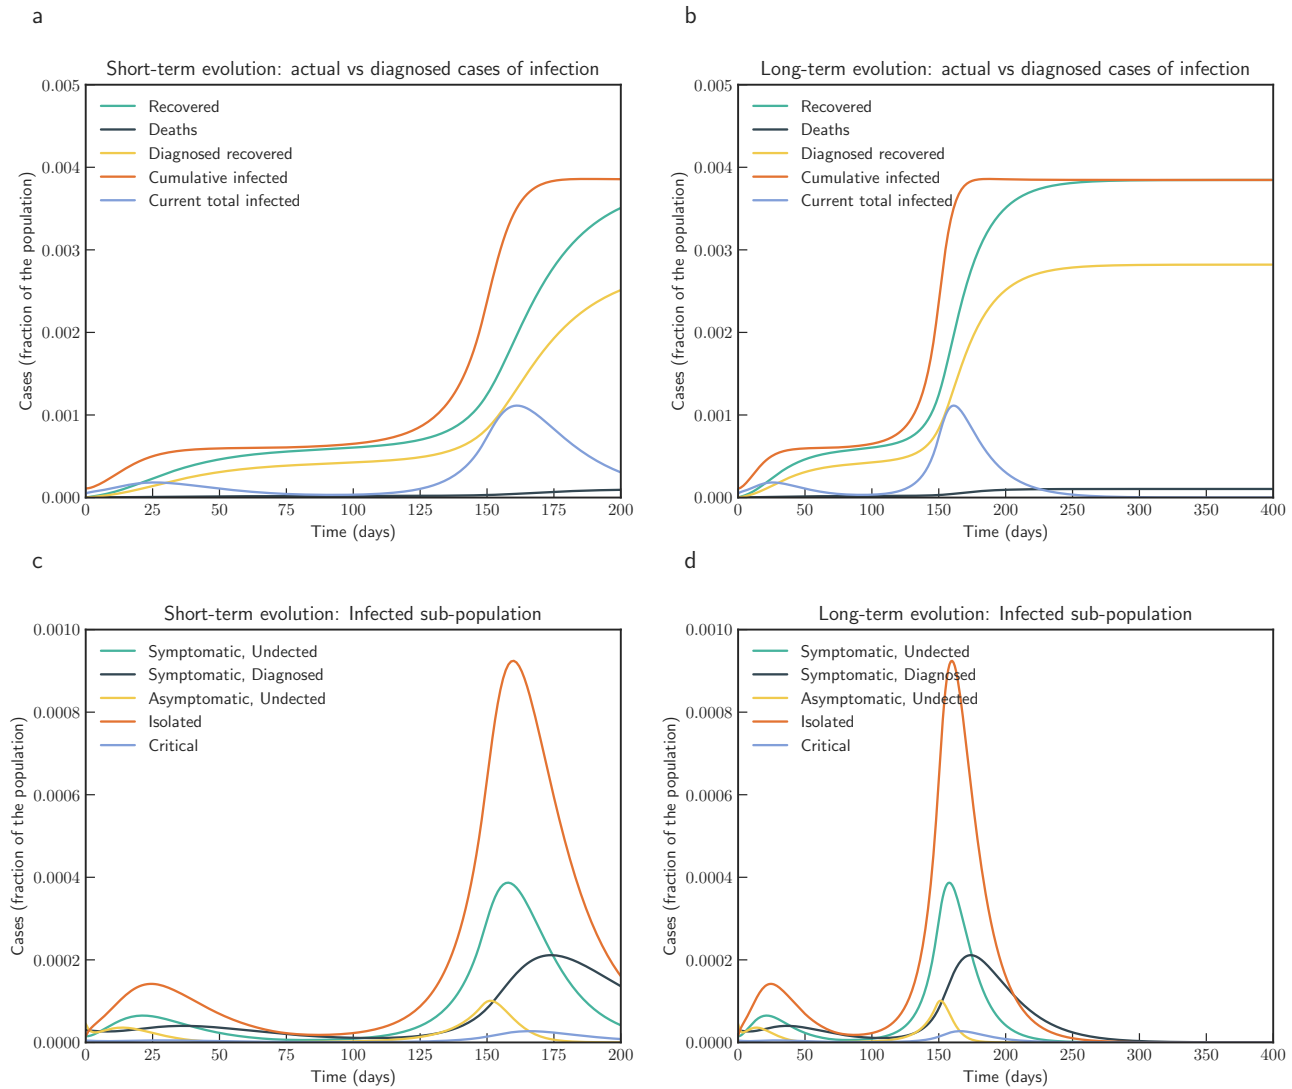 a
Short-term evolution: actual vs diagnosed cases of infection
Cases (fraction of the population)
0.005
0.004
0.003
0.002
0.001
0.000
Recovered
Deaths
Diagnosed recovered
Cumulative infected
Current total infected
0 25 50 75 100 125 150 175 200
Time (days)
b
Long-term evolution: actual vs diagnosed cases of infection
Cases (fraction of the population)
0.005
0.004
0.003
0.002
0.001
0.000
Recovered
Deaths
Diagnosed recovered
Cumulative infected
Current total infected
0 50 100 150 200 250 300 350 400
Time (days)
c
Short-term evolution: Infected sub-population
Cases (fraction of the population)
0.0010
0.0008
0.0006
0.0004
0.0002
0.0000
Symptomatic, Undected
Symptomatic, Diagnosed
Asymptomatic, Undected
Isolated
Critical
0 25 50 75 100 125 150 175 200
Time (days)
d
Long-term evolution: Infected sub-population
Cases (fraction of the population)
0.0010
0.0008
0.0006
0.0004
0.0002
0.0000
Symptomatic, Undected
Symptomatic, Diagnosed
Asymptomatic, Undected
Isolated
Critical
0 50 100 150 200 250 300 350 400
Time (days)